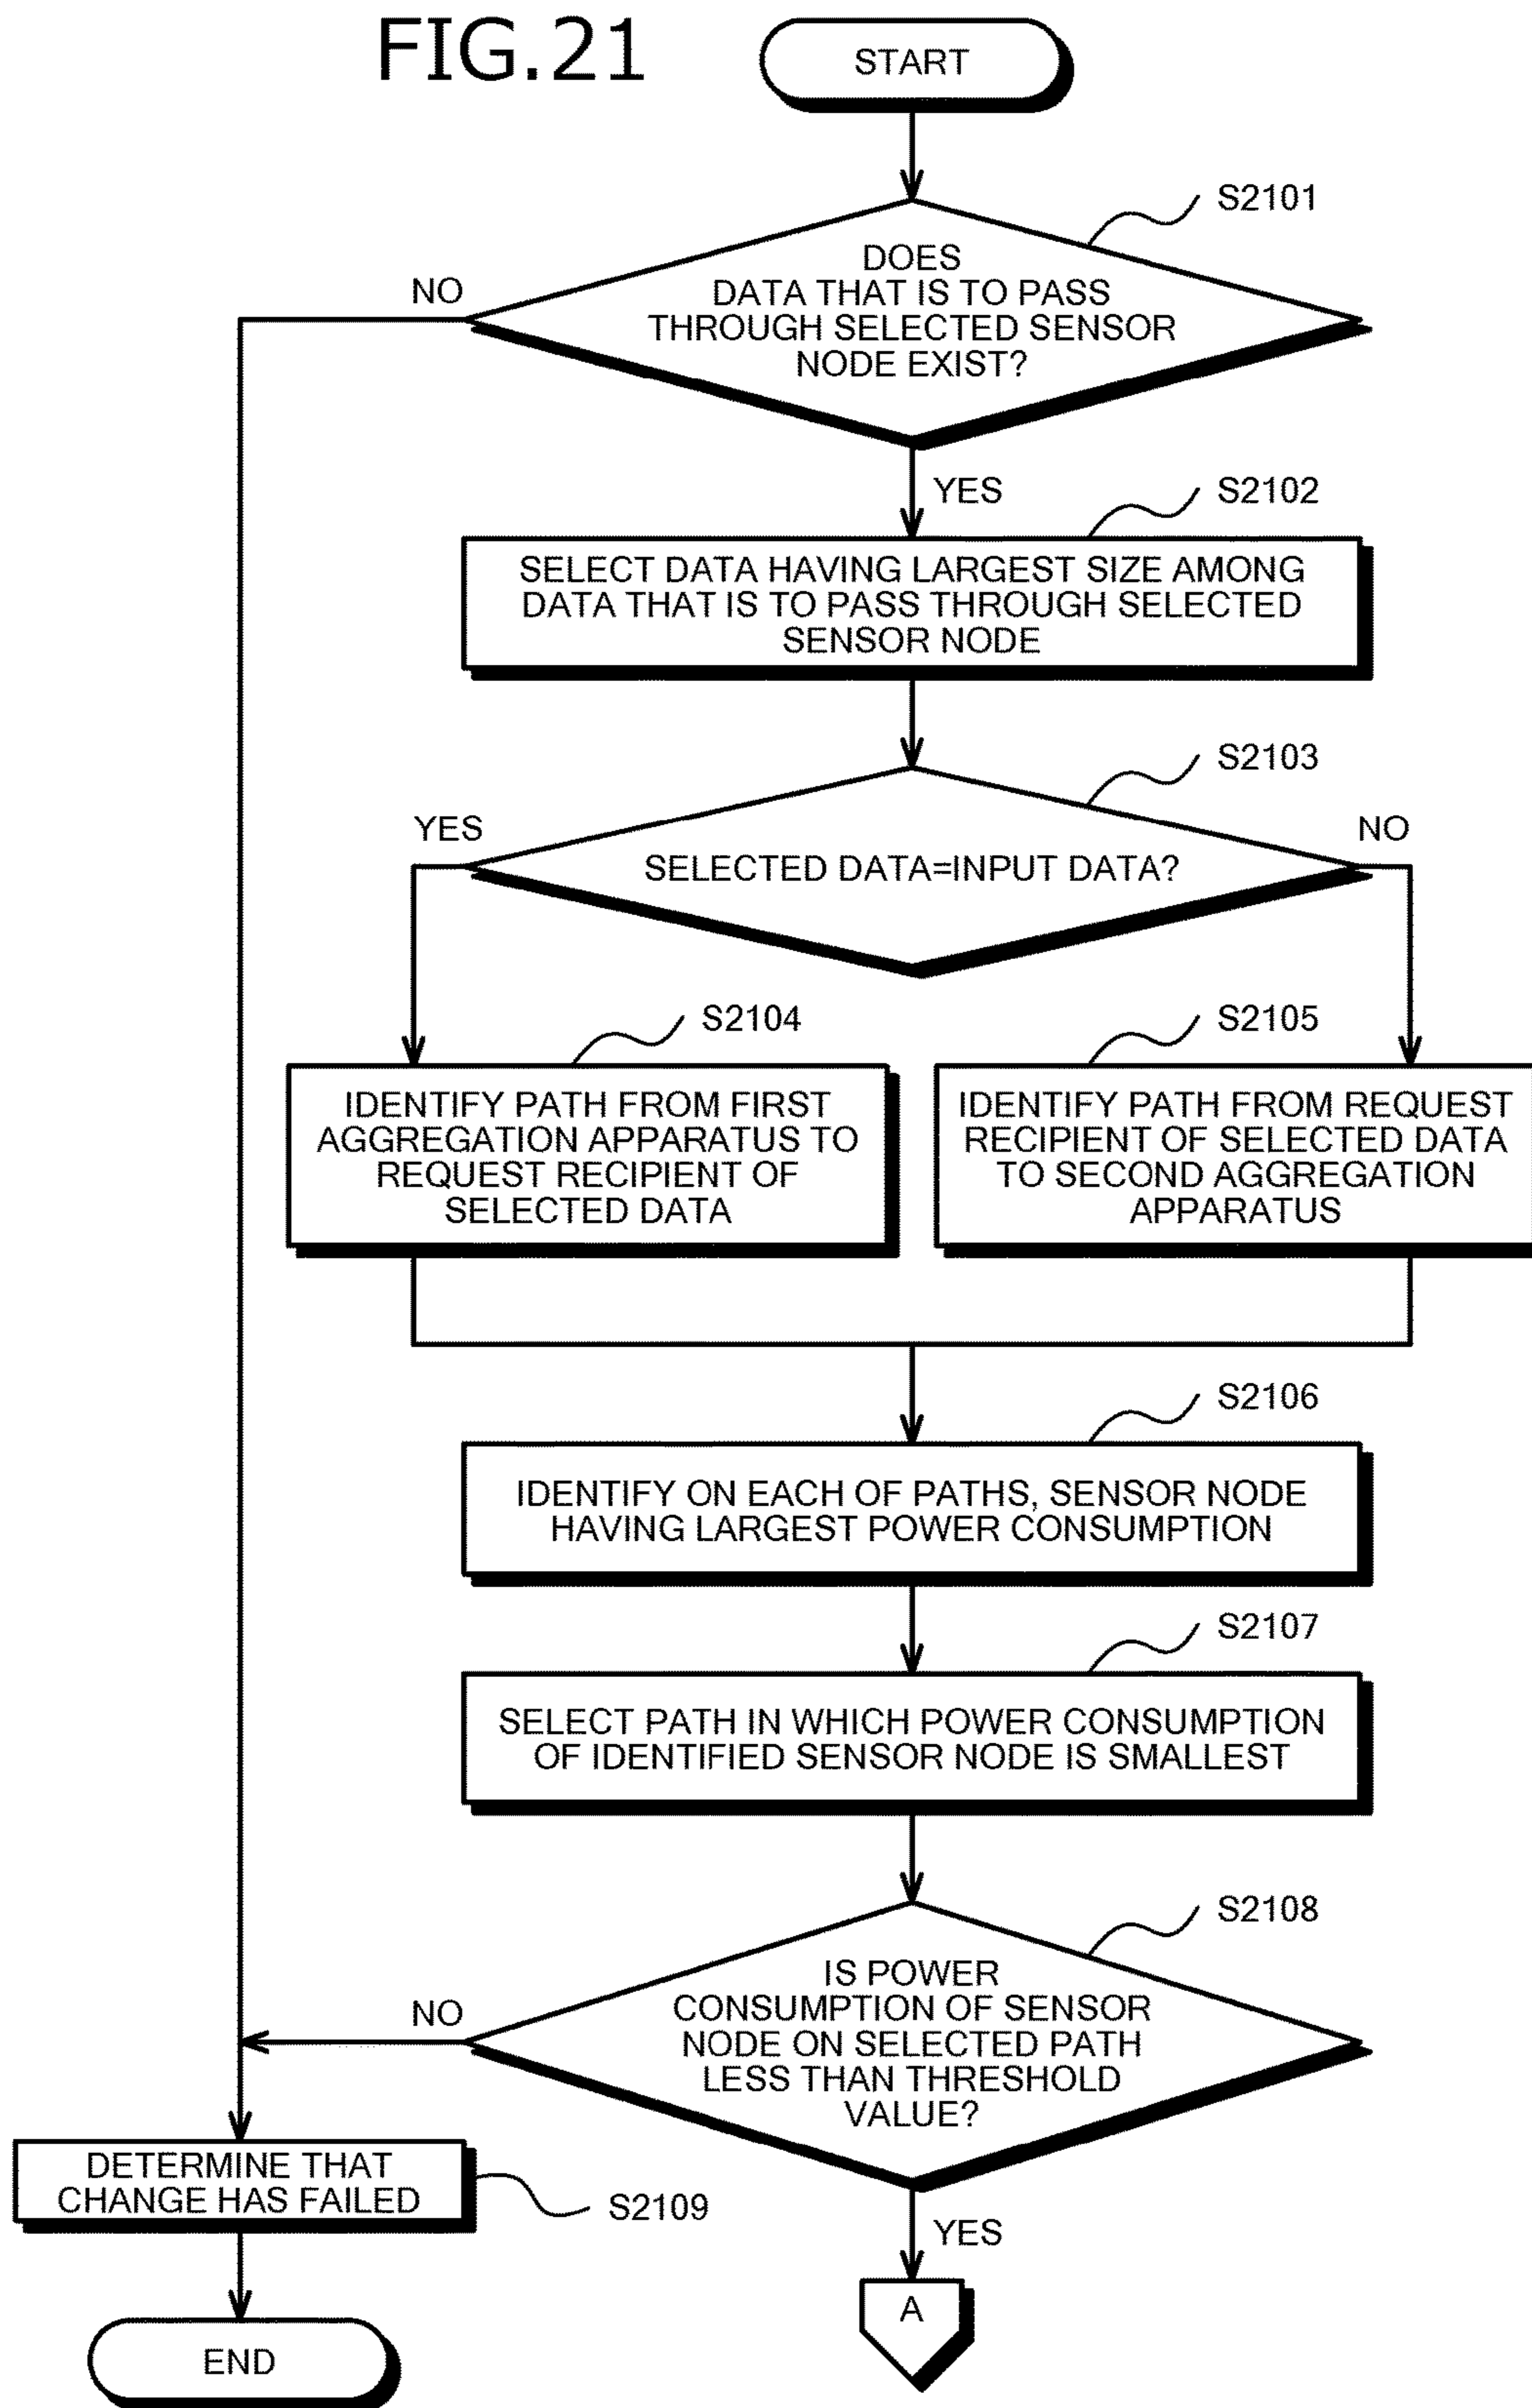 FIG.21
START
S2101
DOES
DATA THAT IS TO PASS
THROUGH SELECTED SENSOR
NODE EXIST?
NO
YES
S2102
SELECT DATA HAVING LARGEST SIZE AMONG
DATA THAT IS TO PASS THROUGH SELECTED
SENSOR NODE
S2103
SELECTED DATA=INPUT DATA?
YES
NO
S2104
IDENTIFY PATH FROM FIRST
AGGREGATION APPARATUS TO
REQUEST RECIPIENT OF
SELECTED DATA
S2105
IDENTIFY PATH FROM REQUEST
RECIPIENT OF SELECTED DATA
TO SECOND AGGREGATION
APPARATUS
S2106
IDENTIFY ON EACH OF PATHS, SENSOR NODE
HAVING LARGEST POWER CONSUMPTION
S2107
SELECT PATH IN WHICH POWER CONSUMPTION
OF IDENTIFIED SENSOR NODE IS SMALLEST
S2108
IS POWER
CONSUMPTION OF SENSOR
NODE ON SELECTED PATH
LESS THAN THRESHOLD
VALUE?
NO
YES
DETERMINE THAT
CHANGE HAS FAILED
S2109
A
END